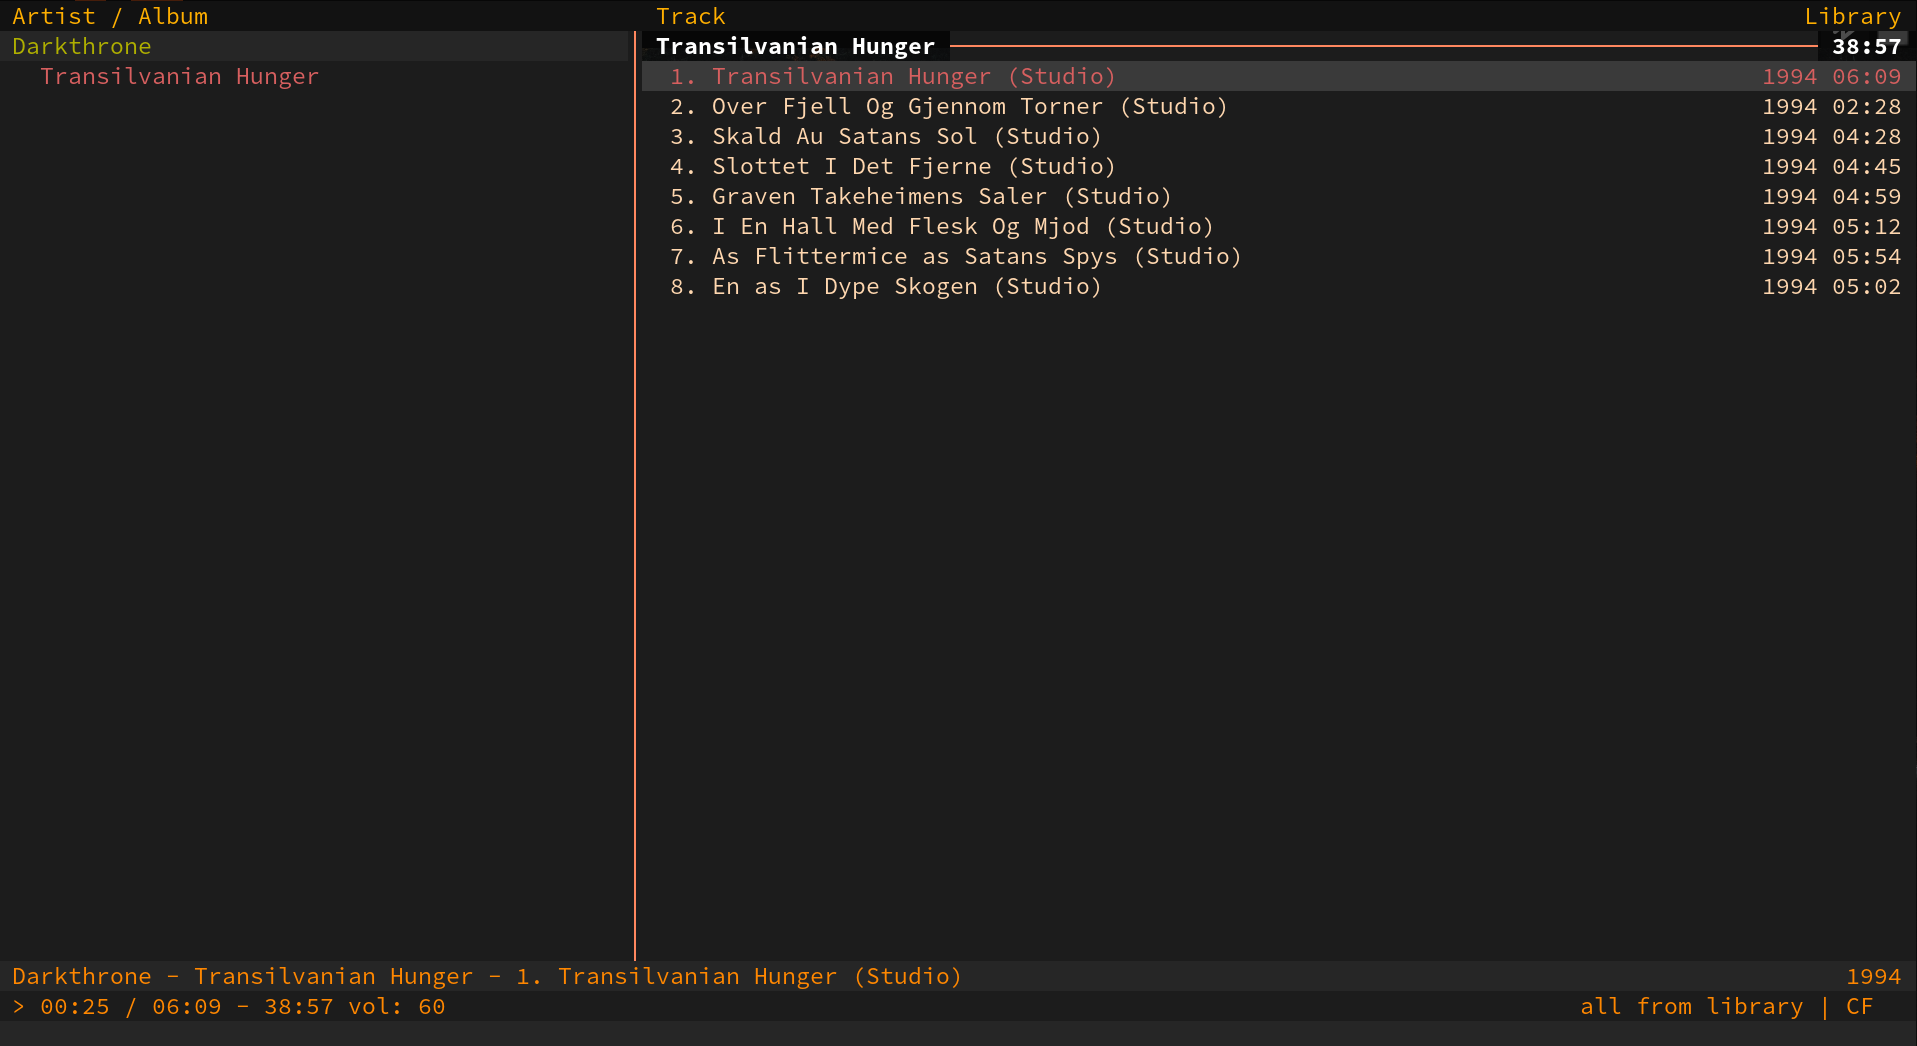 Artist / Album Track Library
Darkthrone Transilvanian Hunger 38:57
Transilvanian Hunger 1. Transilvanian Hunger (Studio) 1994 06:09
2. Over Fjell Og Gjennom Torner (Studio) 1994 02:28
3. Skald Au Satans Sol (Studio) 1994 04:28
4. Slottet I Det Fjerne (Studio) 1994 04:45
5. Graven Takeheimens Saler (Studio) 1994 04:59
6. I En Hall Med Flesk Og Mjod (Studio) 1994 05:12
7. As Flittermice as Satans Spys (Studio) 1994 05:54
8. En as I Dype Skogen (Studio) 1994 05:02
Darkthrone - Transilvanian Hunger - 1. Transilvanian Hunger (Studio) 1994
> 00:25 / 06:09 - 38:57 vol: 60 all from library | CF